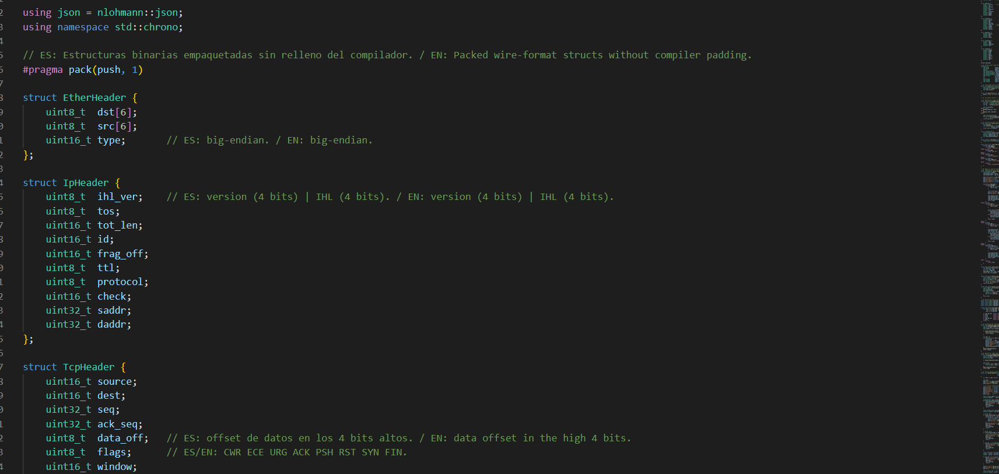 using json = nlohmann::json;
using namespace std::chrono;
// ES: Estructuras binarias empaquetadas sin relleno del compilador. / EN: Packed wire-format structs without compiler padding.
#pragma pack(push, 1)
struct EtherHeader {
    uint8_t  dst[6];
    uint8_t  src[6];
    uint16_t type;       // ES: big-endian. / EN: big-endian.
};
struct IpHeader {
    uint8_t  ihl_ver;    // ES: version (4 bits) | IHL (4 bits). / EN: version (4 bits) | IHL (4 bits).
    uint8_t  tos;
    uint16_t tot_len;
    uint16_t id;
    uint16_t frag_off;
    uint8_t  ttl;
    uint8_t  protocol;
    uint16_t check;
    uint32_t saddr;
    uint32_t daddr;
};
struct TcpHeader {
    uint16_t source;
    uint16_t dest;
    uint32_t seq;
    uint32_t ack_seq;
    uint8_t  data_off;   // ES: offset de datos en los 4 bits altos. / EN: data offset in the high 4 bits.
    uint8_t  flags;      // ES/EN: CWR ECE URG ACK PSH RST SYN FIN.
    uint16_t window;